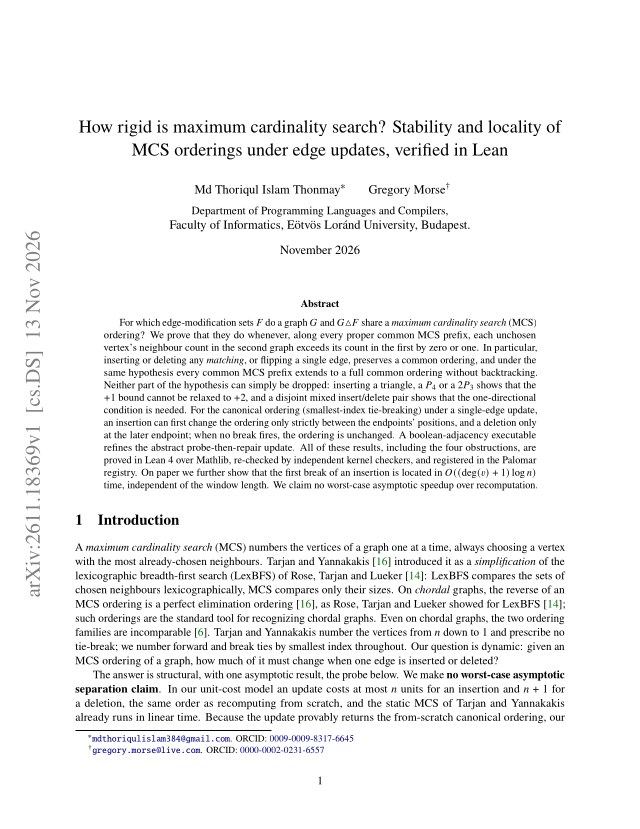 How rigid is maximum cardinality search? Stability and locality of
MCS orderings under edge updates, verified in Lean
Md Thoriqul Islam Thonmay* Gregory Morse†
Department of Programming Languages and Compilers,
Faculty of Informatics, Eötvös Loránd University, Budapest.
November 2026
arXiv:2611.18369v1 [cs.DS] 13 Nov 2026
Abstract
For which edge-modification sets F do a graph G and G△F share a maximum cardinality search (MCS)
ordering? We prove that they do whenever, along every proper common MCS prefix, each unchosen
vertex's neighbour count in the second graph exceeds its count in the first by zero or one. In particular,
inserting or deleting any matching, or flipping a single edge, preserves a common ordering, and under the
same hypothesis every common MCS prefix extends to a full common ordering without backtracking.
Neither part of the hypothesis can simply be dropped: inserting a triangle, a P₄ or a 2P₃ shows that the
+1 bound cannot be relaxed to +2, and a disjoint mixed insert/delete pair shows that the one-directional
condition is needed. For the canonical ordering (smallest-index tie-breaking) under a single-edge update,
an insertion can first change the ordering only strictly between the endpoints' positions, and a deletion only
at the later endpoint; when no break fires, the ordering is unchanged. A boolean-adjacency executable
refines the abstract probe-then-repair update. All of these results, including the four obstructions, are
proved in Lean 4 over Mathlib, re-checked by independent kernel checkers, and registered in the Palomar
registry. On paper we further show that the first break of an insertion is located in O((deg(v) + 1) log n)
time, independent of the window length. We claim no worst-case asymptotic speedup over recomputation.
1 Introduction
A maximum cardinality search (MCS) numbers the vertices of a graph one at a time, always choosing a vertex
with the most already-chosen neighbours. Tarjan and Yannakakis [16] introduced it as a simplification of the
lexicographic breadth-first search (LexBFS) of Rose, Tarjan and Lueker [14]: LexBFS compares the sets of
chosen neighbours lexicographically, MCS compares only their sizes. On chordal graphs, the reverse of
an MCS ordering is a perfect elimination ordering [16], as Rose, Tarjan and Lueker showed for LexBFS [14];
such orderings are the standard tool for recognizing chordal graphs. Even on chordal graphs, the two ordering
families are incomparable [6]. Tarjan and Yannakakis number the vertices from n down to 1 and prescribe no
tie-break; we number forward and break ties by smallest index throughout. Our question is dynamic: given an
MCS ordering of a graph, how much of it must change when one edge is inserted or deleted?
The answer is structural, with one asymptotic result, the probe below. We make no worst-case asymptotic
separation claim. In our unit-cost model an update costs at most n units for an insertion and n + 1 for
a deletion, the same order as recomputing from scratch, and the static MCS of Tarjan and Yannakakis
already runs in linear time. Because the update provably returns the from-scratch canonical ordering, our
*mdthoriqulislam384@gmail.com. ORCID: 0009-0009-8317-6645
†gregory.morse@live.com. ORCID: 0000-0002-0231-6557
1